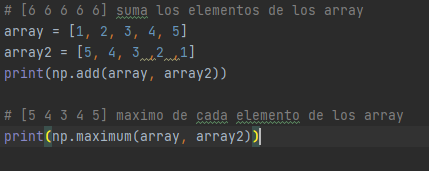 # [6 6 6 6 6] suma los elementos de los array
array = [1, 2, 3, 4, 5]
array2 = [5, 4, 3 ,2 ,1]
print(np.add(array, array2))
# [5 4 3 4 5] maximo de cada elemento de los array
print(np.maximum(array, array2))